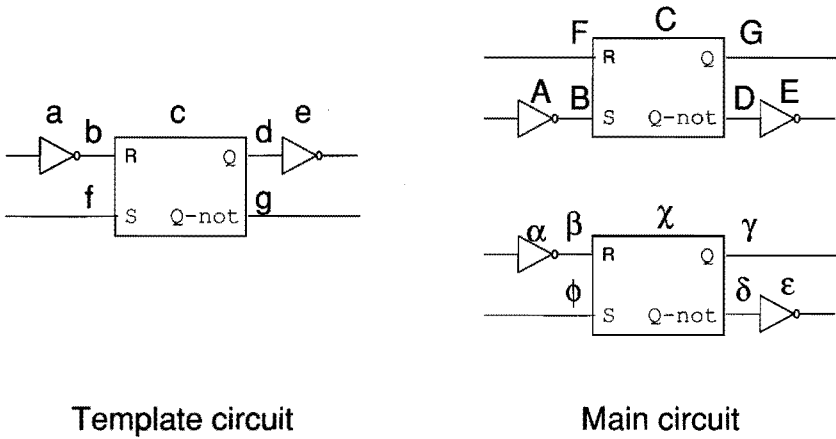 a b c d e
R Q
f S Q-not g
Template circuit
F C G
R Q
A B S Q-not D E
α β χ γ
R Q
ϕ S Q-not δ ε
Main circuit